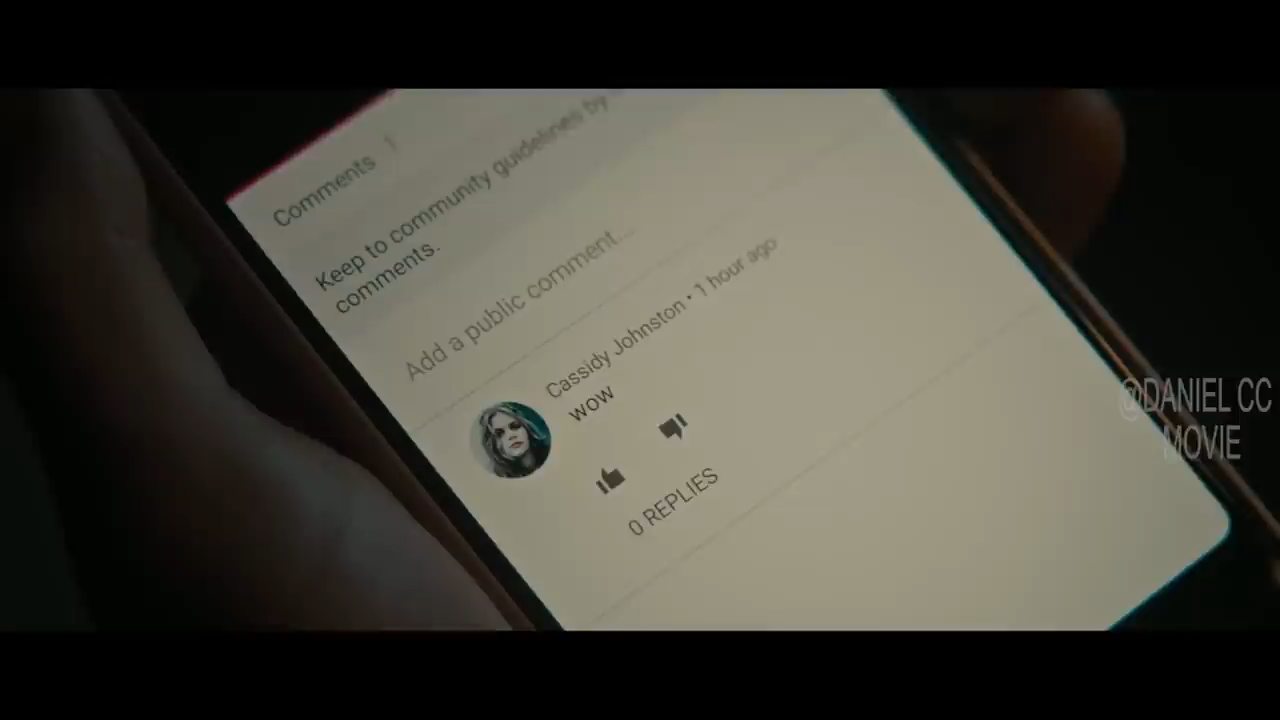 Comments 1
Keep to community guidelines by
comments.
Add a public comment...
Cassidy Johnston • 1 hour ago
wow
0 REPLIES
@DANIEL CC
MOVIE